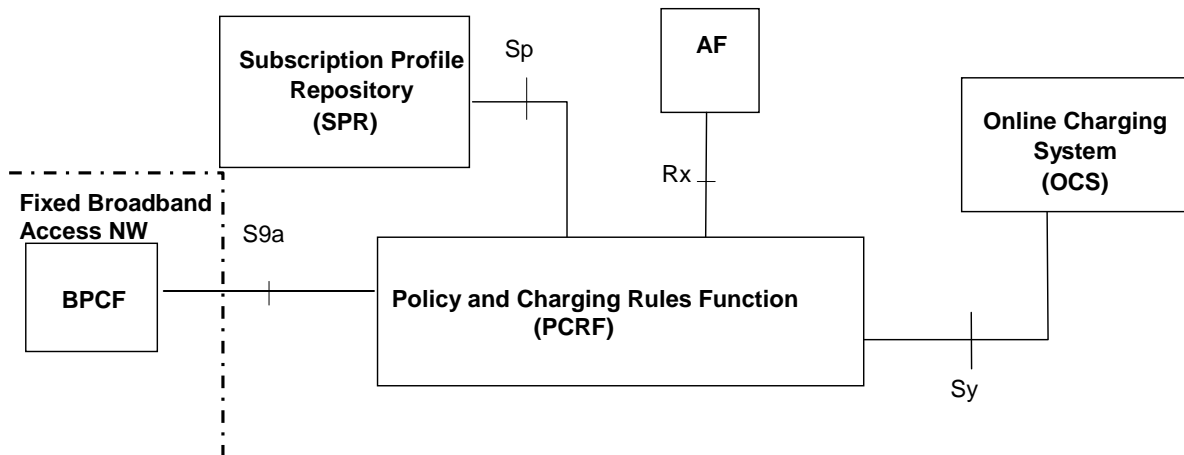 Subscription Profile
Repository
(SPR)
Sp
AF
Online Charging
System
(OCS)
Rx
Fixed Broadband
Access NW
S9a
BPCF
Policy and Charging Rules Function
(PCRF)
Sy